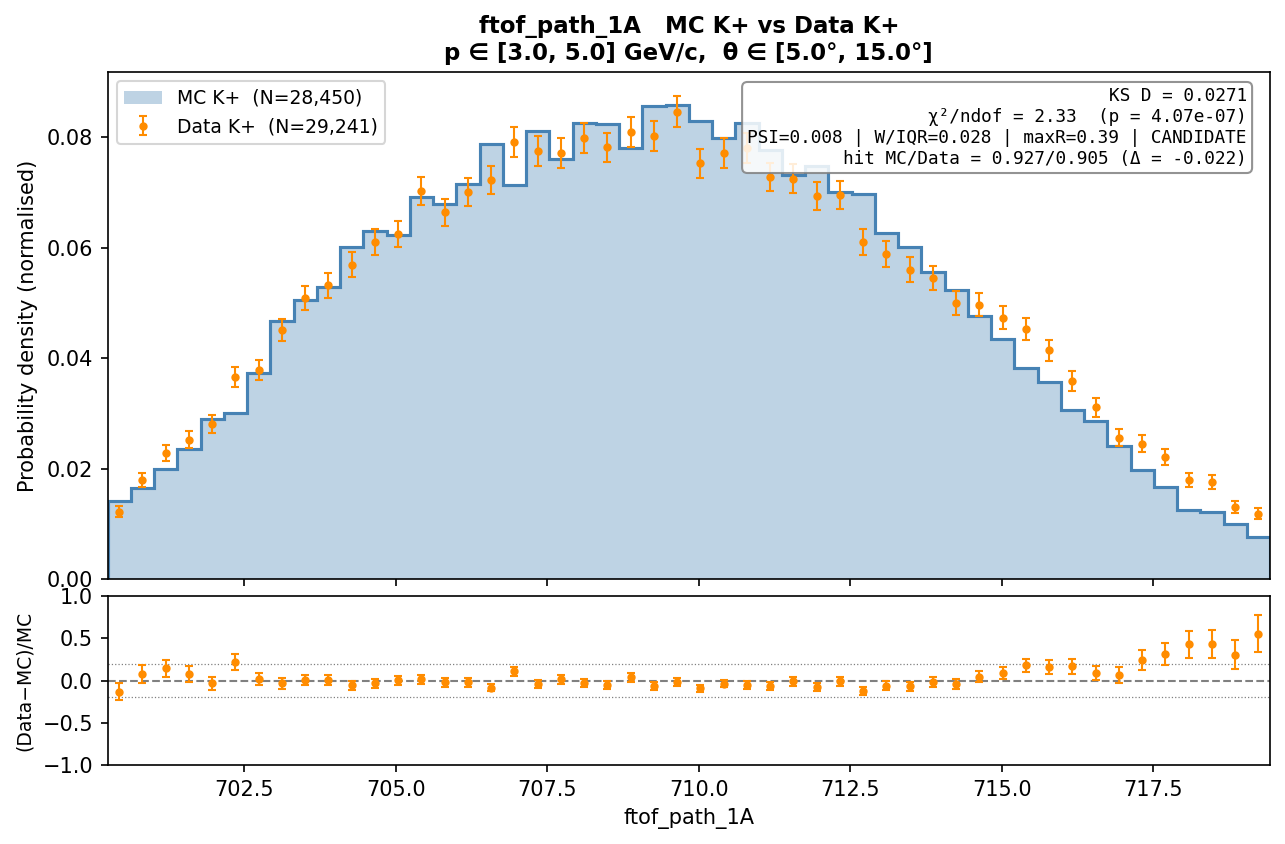 ftof_path_1A   MC K+ vs Data K+
p ∈ [3.0, 5.0] GeV/c,  θ ∈ [5.0°, 15.0°]
MC K+  (N=28,450)
Data K+  (N=29,241)
KS D = 0.0271
χ²/ndof = 2.33  (p = 4.07e-07)
PSI=0.008 | W/IQR=0.028 | maxR=0.39 | CANDIDATE
hit MC/Data = 0.927/0.905 (Δ = -0.022)
Probability density (normalised)
0.08
0.06
0.04
0.02
0.00
(Data−MC)/MC
1.0
0.5
0.0
−0.5
−1.0
702.5 705.0 707.5 710.0 712.5 715.0 717.5
ftof_path_1A